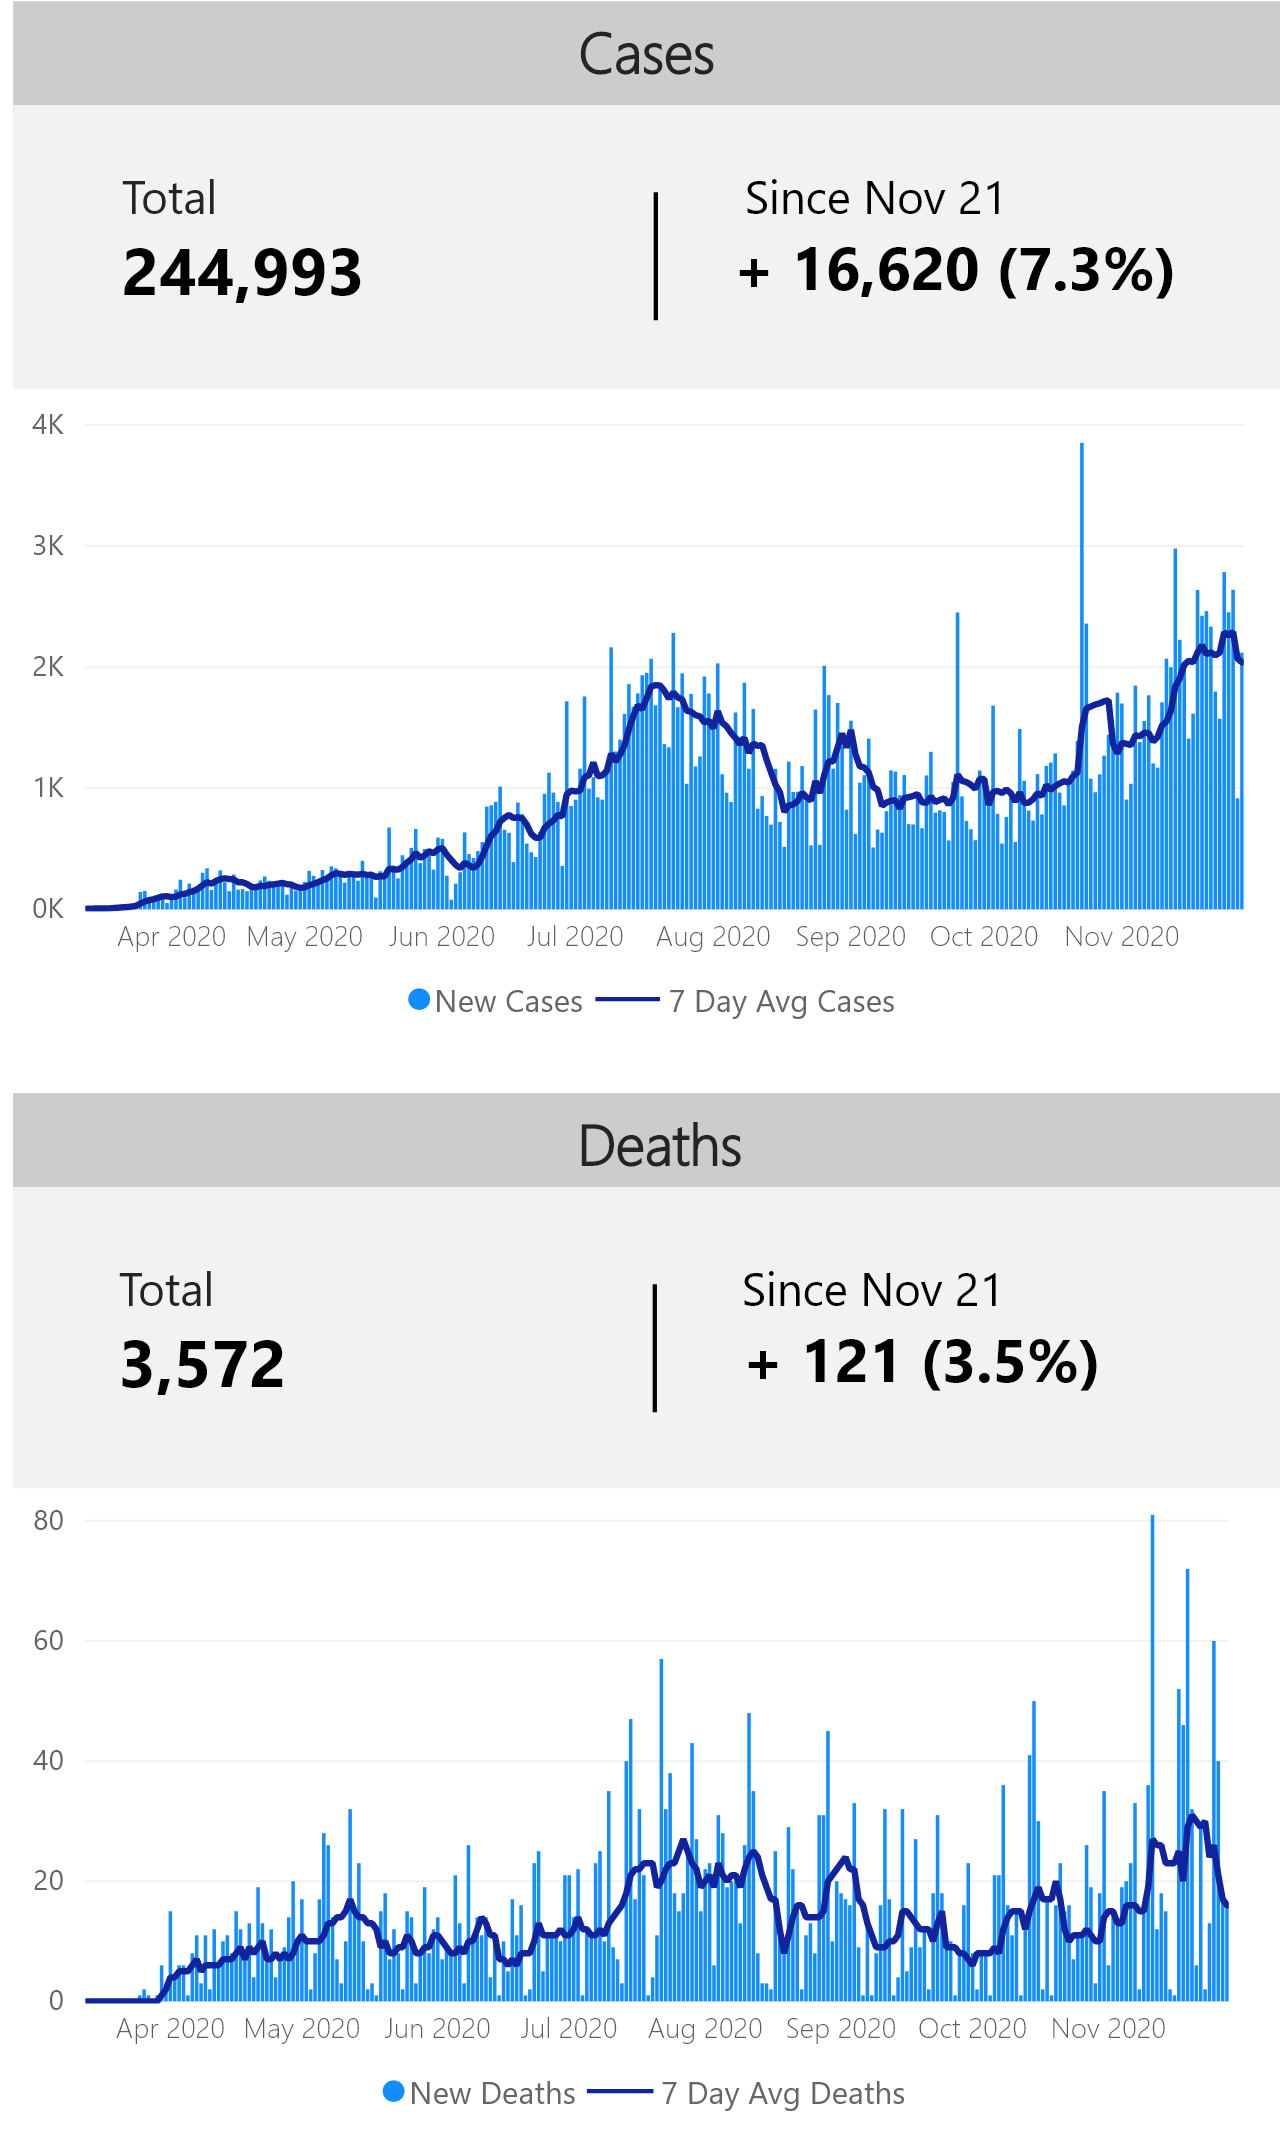 Cases
Total
244,993
Since Nov 21
+ 16,620 (7.3%)
4K
3K
2K
1K
0K
Apr 2020 May 2020 Jun 2020 Jul 2020 Aug 2020 Sep 2020 Oct 2020 Nov 2020
New Cases 7 Day Avg Cases
Deaths
Total
3,572
Since Nov 21
+ 121 (3.5%)
80
60
40
20
0
Apr 2020 May 2020 Jun 2020 Jul 2020 Aug 2020 Sep 2020 Oct 2020 Nov 2020
New Deaths 7 Day Avg Deaths